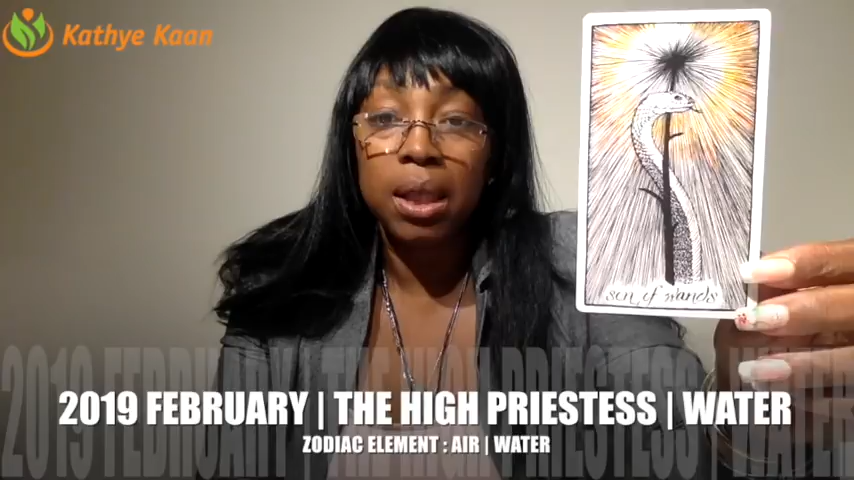 Kathye Kaan
son of wands
2019 FEBRUARY | THE HIGH PRIESTESS | WATER
2019 FEBRUARY | THE HIGH PRIESTESS | WATER
ZODIAC ELEMENT : AIR | WATER